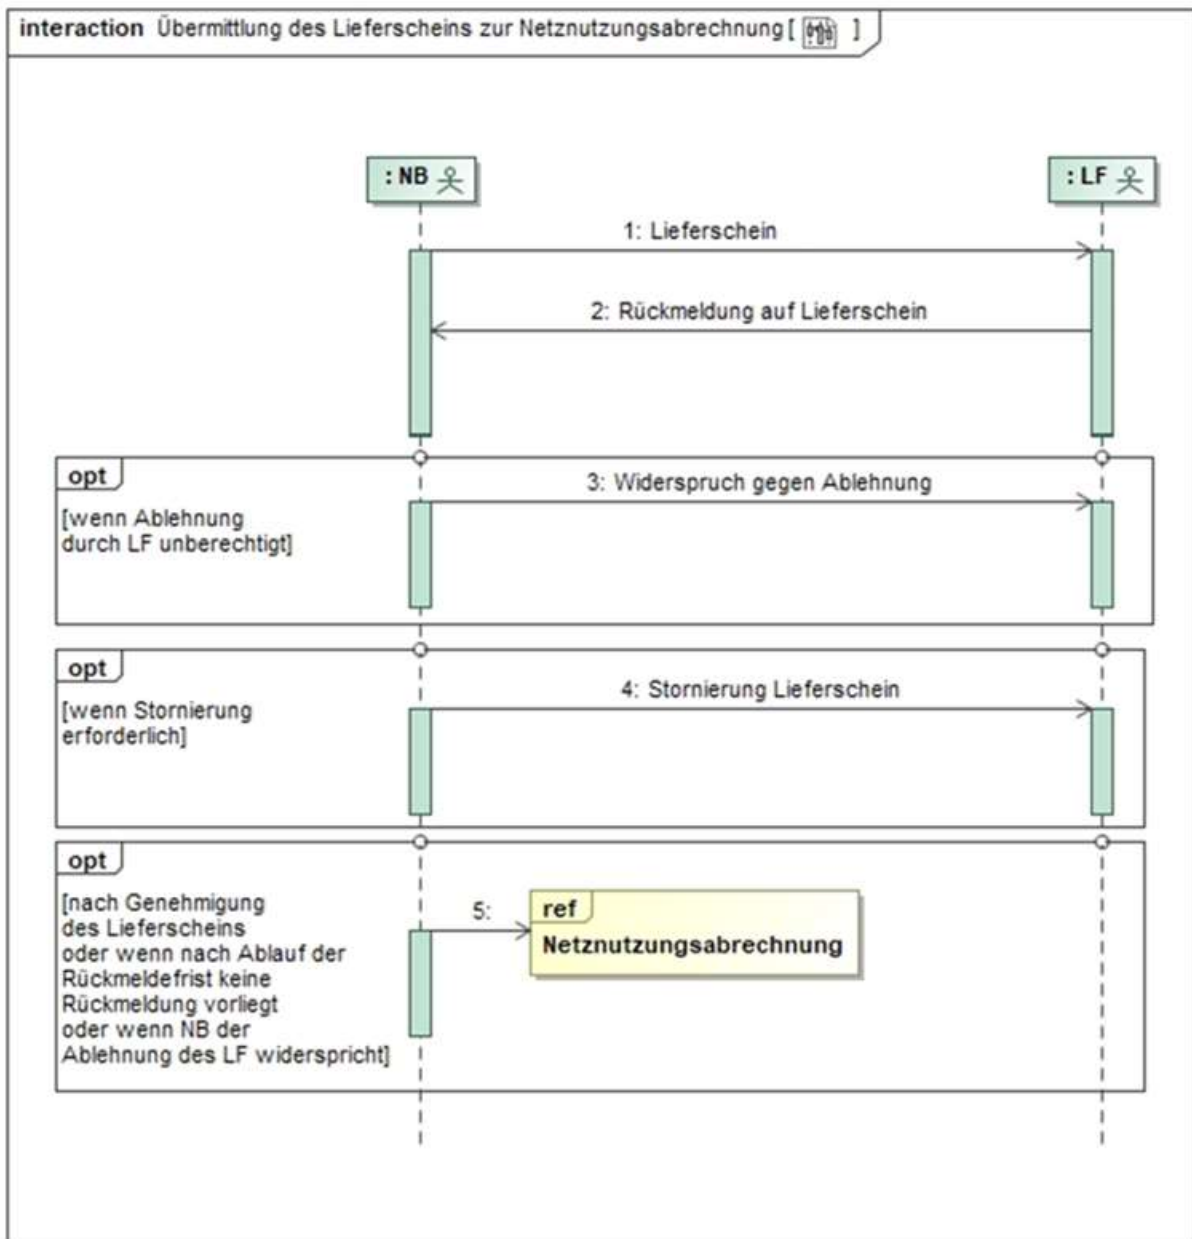 interaction Übermittlung des Lieferscheins zur Netznutzungsabrechnung [ ]
: NB
: LF
1: Lieferschein
2: Rückmeldung auf Lieferschein
opt
3: Widerspruch gegen Ablehnung
[wenn Ablehnung
durch LF unberechtigt]
opt
4: Stornierung Lieferschein
[wenn Stornierung
erforderlich]
opt
[nach Genehmigung
des Lieferscheins
oder wenn nach Ablauf der
Rückmeldefrist keine
Rückmeldung vorliegt
oder wenn NB der
Ablehnung des LF widerspricht]
5:
ref
Netznutzungsabrechnung